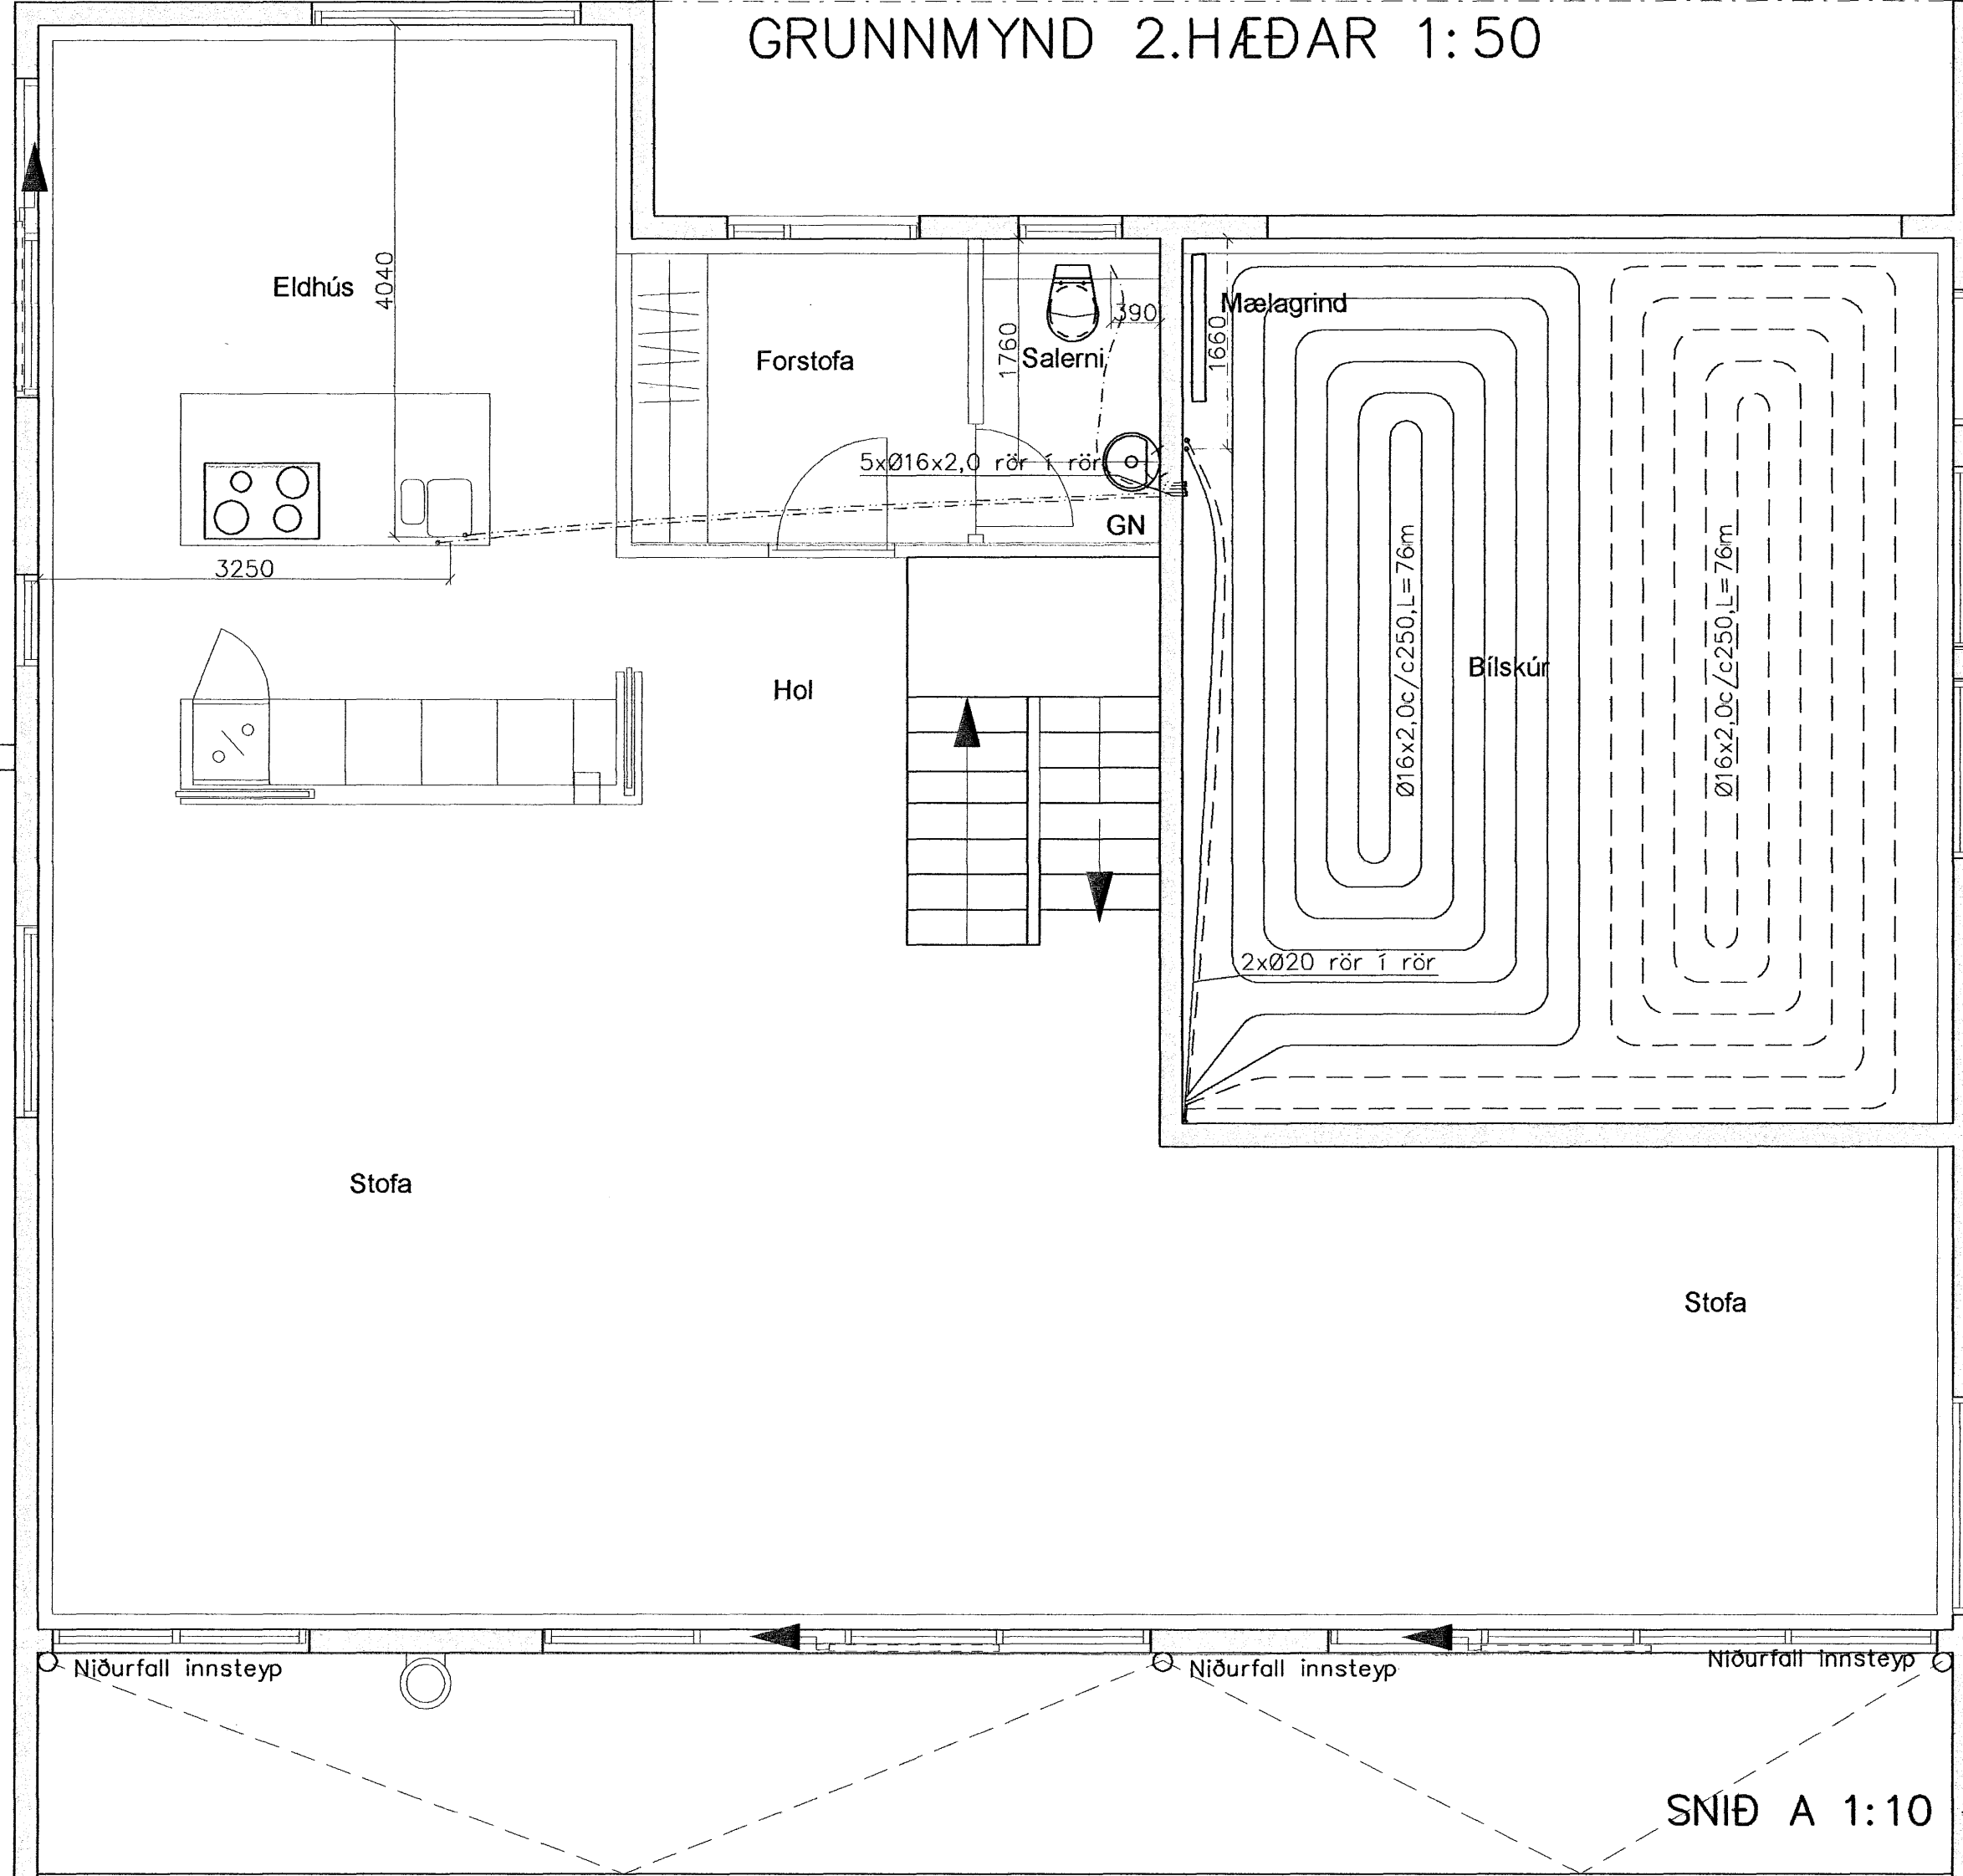 GRUNNMYND 2.HÆÐAR 1:50
Eldhús
4040
Forstofa
1760
Salerni
390
Mælagrind
1660
5xØ16x2,0 rör í rör
GN
3250
Hol
Ø16x2,0c/c250,L=76m
Bílskúr
Ø16x2,0c/c250,L=76m
2xØ20 rör í rör
Stofa
Stofa
Niðurfall innsteyp
Niðurfall innsteyp
Niðurfall innsteyp
SNIÐ A 1:10